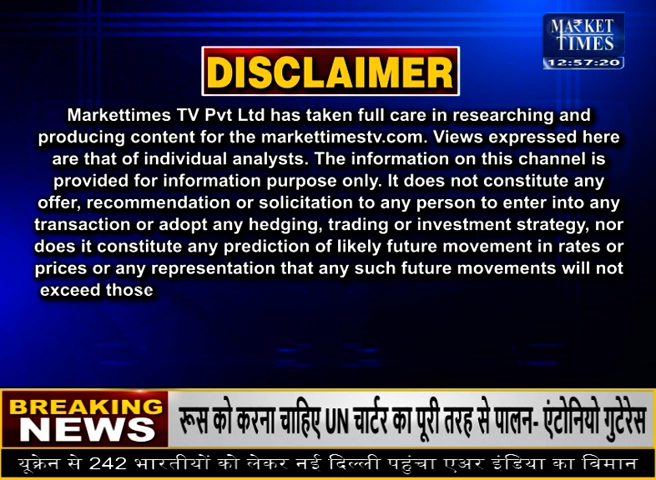 MARKET
TIMES
12:57:20
DISCLAIMER
Markettimes TV Pvt Ltd has taken full care in researching and
producing content for the markettimestv.com. Views expressed here
are that of individual analysts. The information on this channel is
provided for information purpose only. It does not constitute any
offer, recommendation or solicitation to any person to enter into any
transaction or adopt any hedging, trading or investment strategy, nor
does it constitute any prediction of likely future movement in rates or
prices or any representation that any such future movements will not
exceed those
BREAKING
NEWS
रूस को करना चाहिए UN चार्टर का पूरी तरह से पालन- एंटोनियो गुटेरेस
यूक्रेन से 242 भारतीयों को लेकर नई दिल्ली पहुंचा एअर इंडिया का विमान